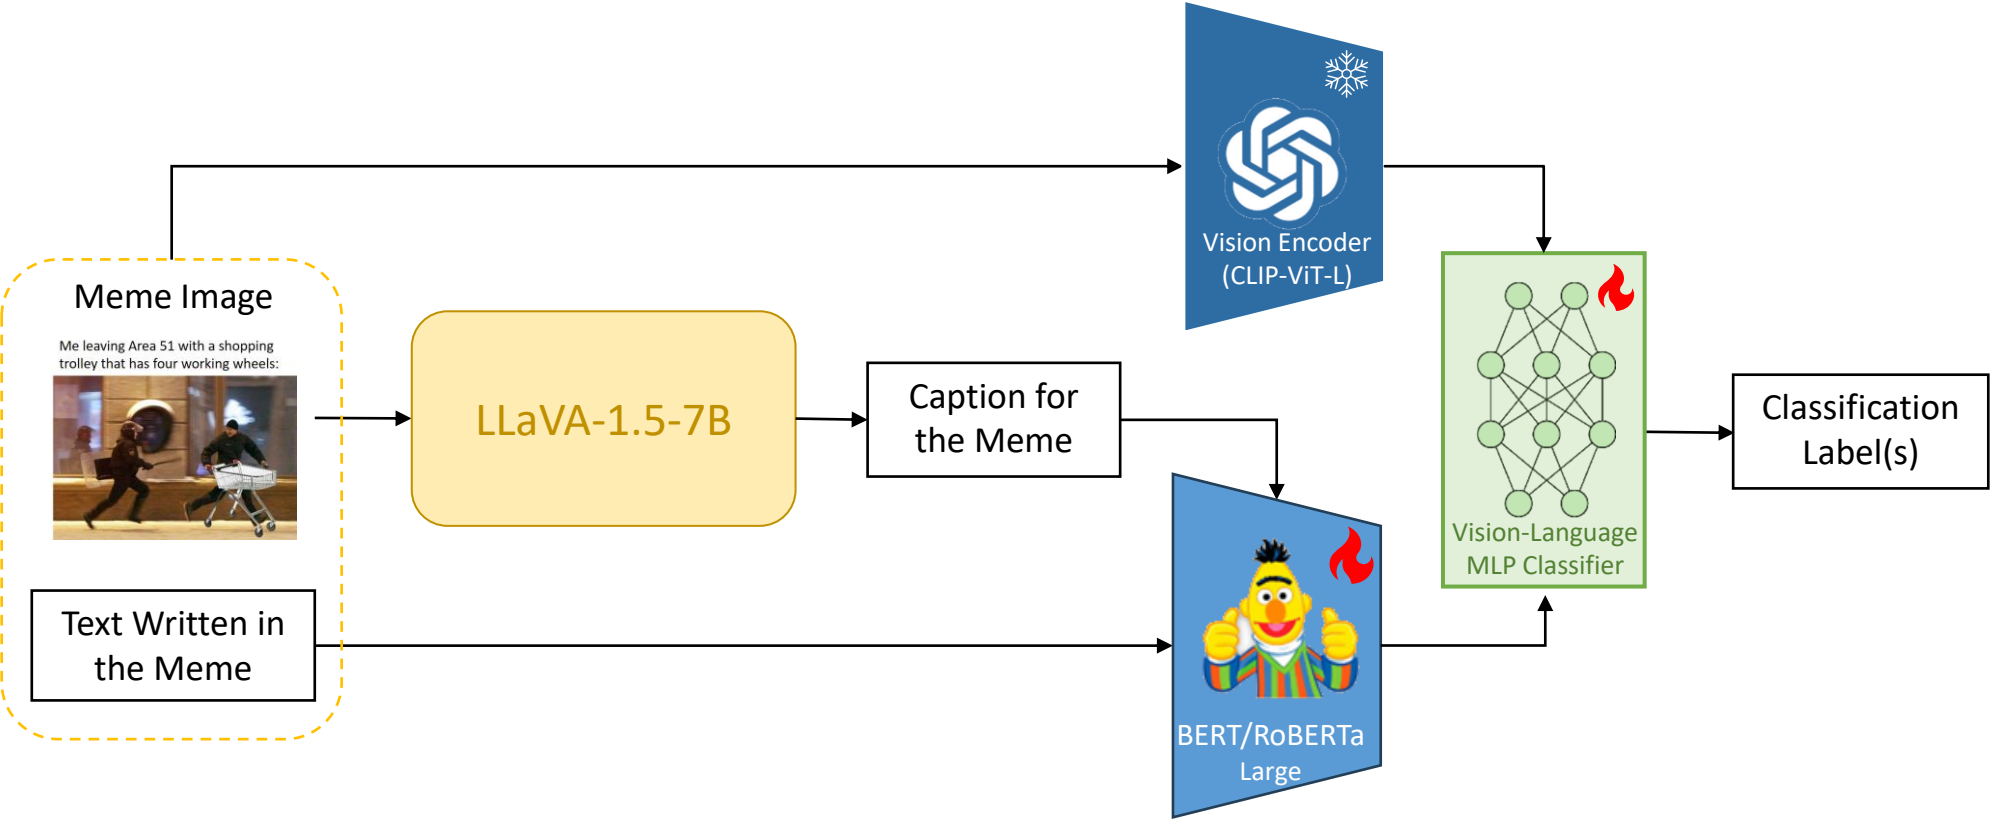 Vision Encoder
(CLIP-ViT-L)
Meme Image
Me leaving Area 51 with a shopping
trolley that has four working wheels:
LLaVA-1.5-7B
Caption for
the Meme
Classification
Label(s)
Vision-Language
MLP Classifier
Text Written in
the Meme
BERT/RoBERTa
Large